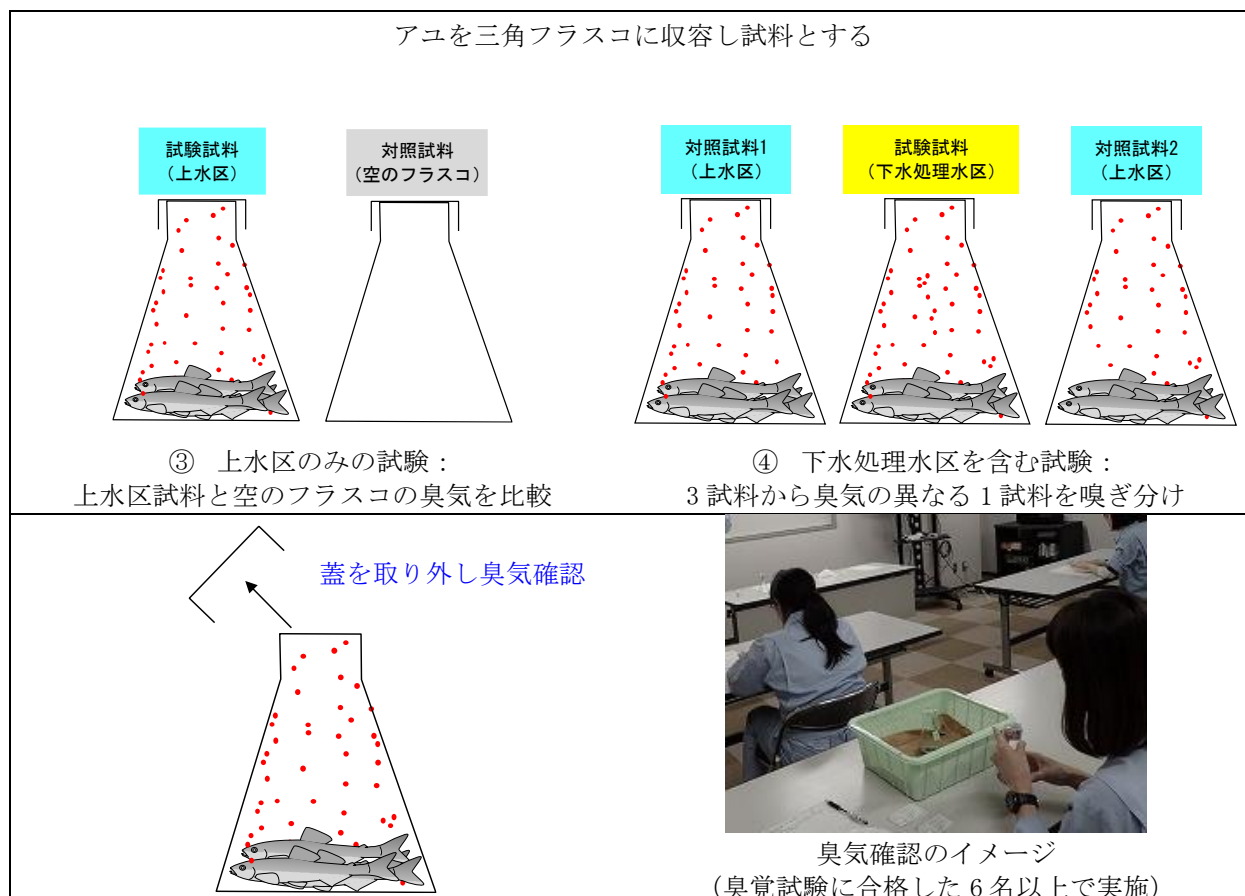 アユを三角フラスコに収容し試料とする
試験試料
（上水区）
対照試料
（空のフラスコ）
対照試料1
（上水区）
試験試料
（下水処理水区）
対照試料2
（上水区）
③　上水区のみの試験：
上水区試料と空のフラスコの臭気を比較
④　下水処理水区を含む試験：
3 試料から臭気の異なる 1 試料を嗅ぎ分け
蓋を取り外し臭気確認
臭気確認のイメージ
（臭覚試験に合格した 6 名以上で実施）